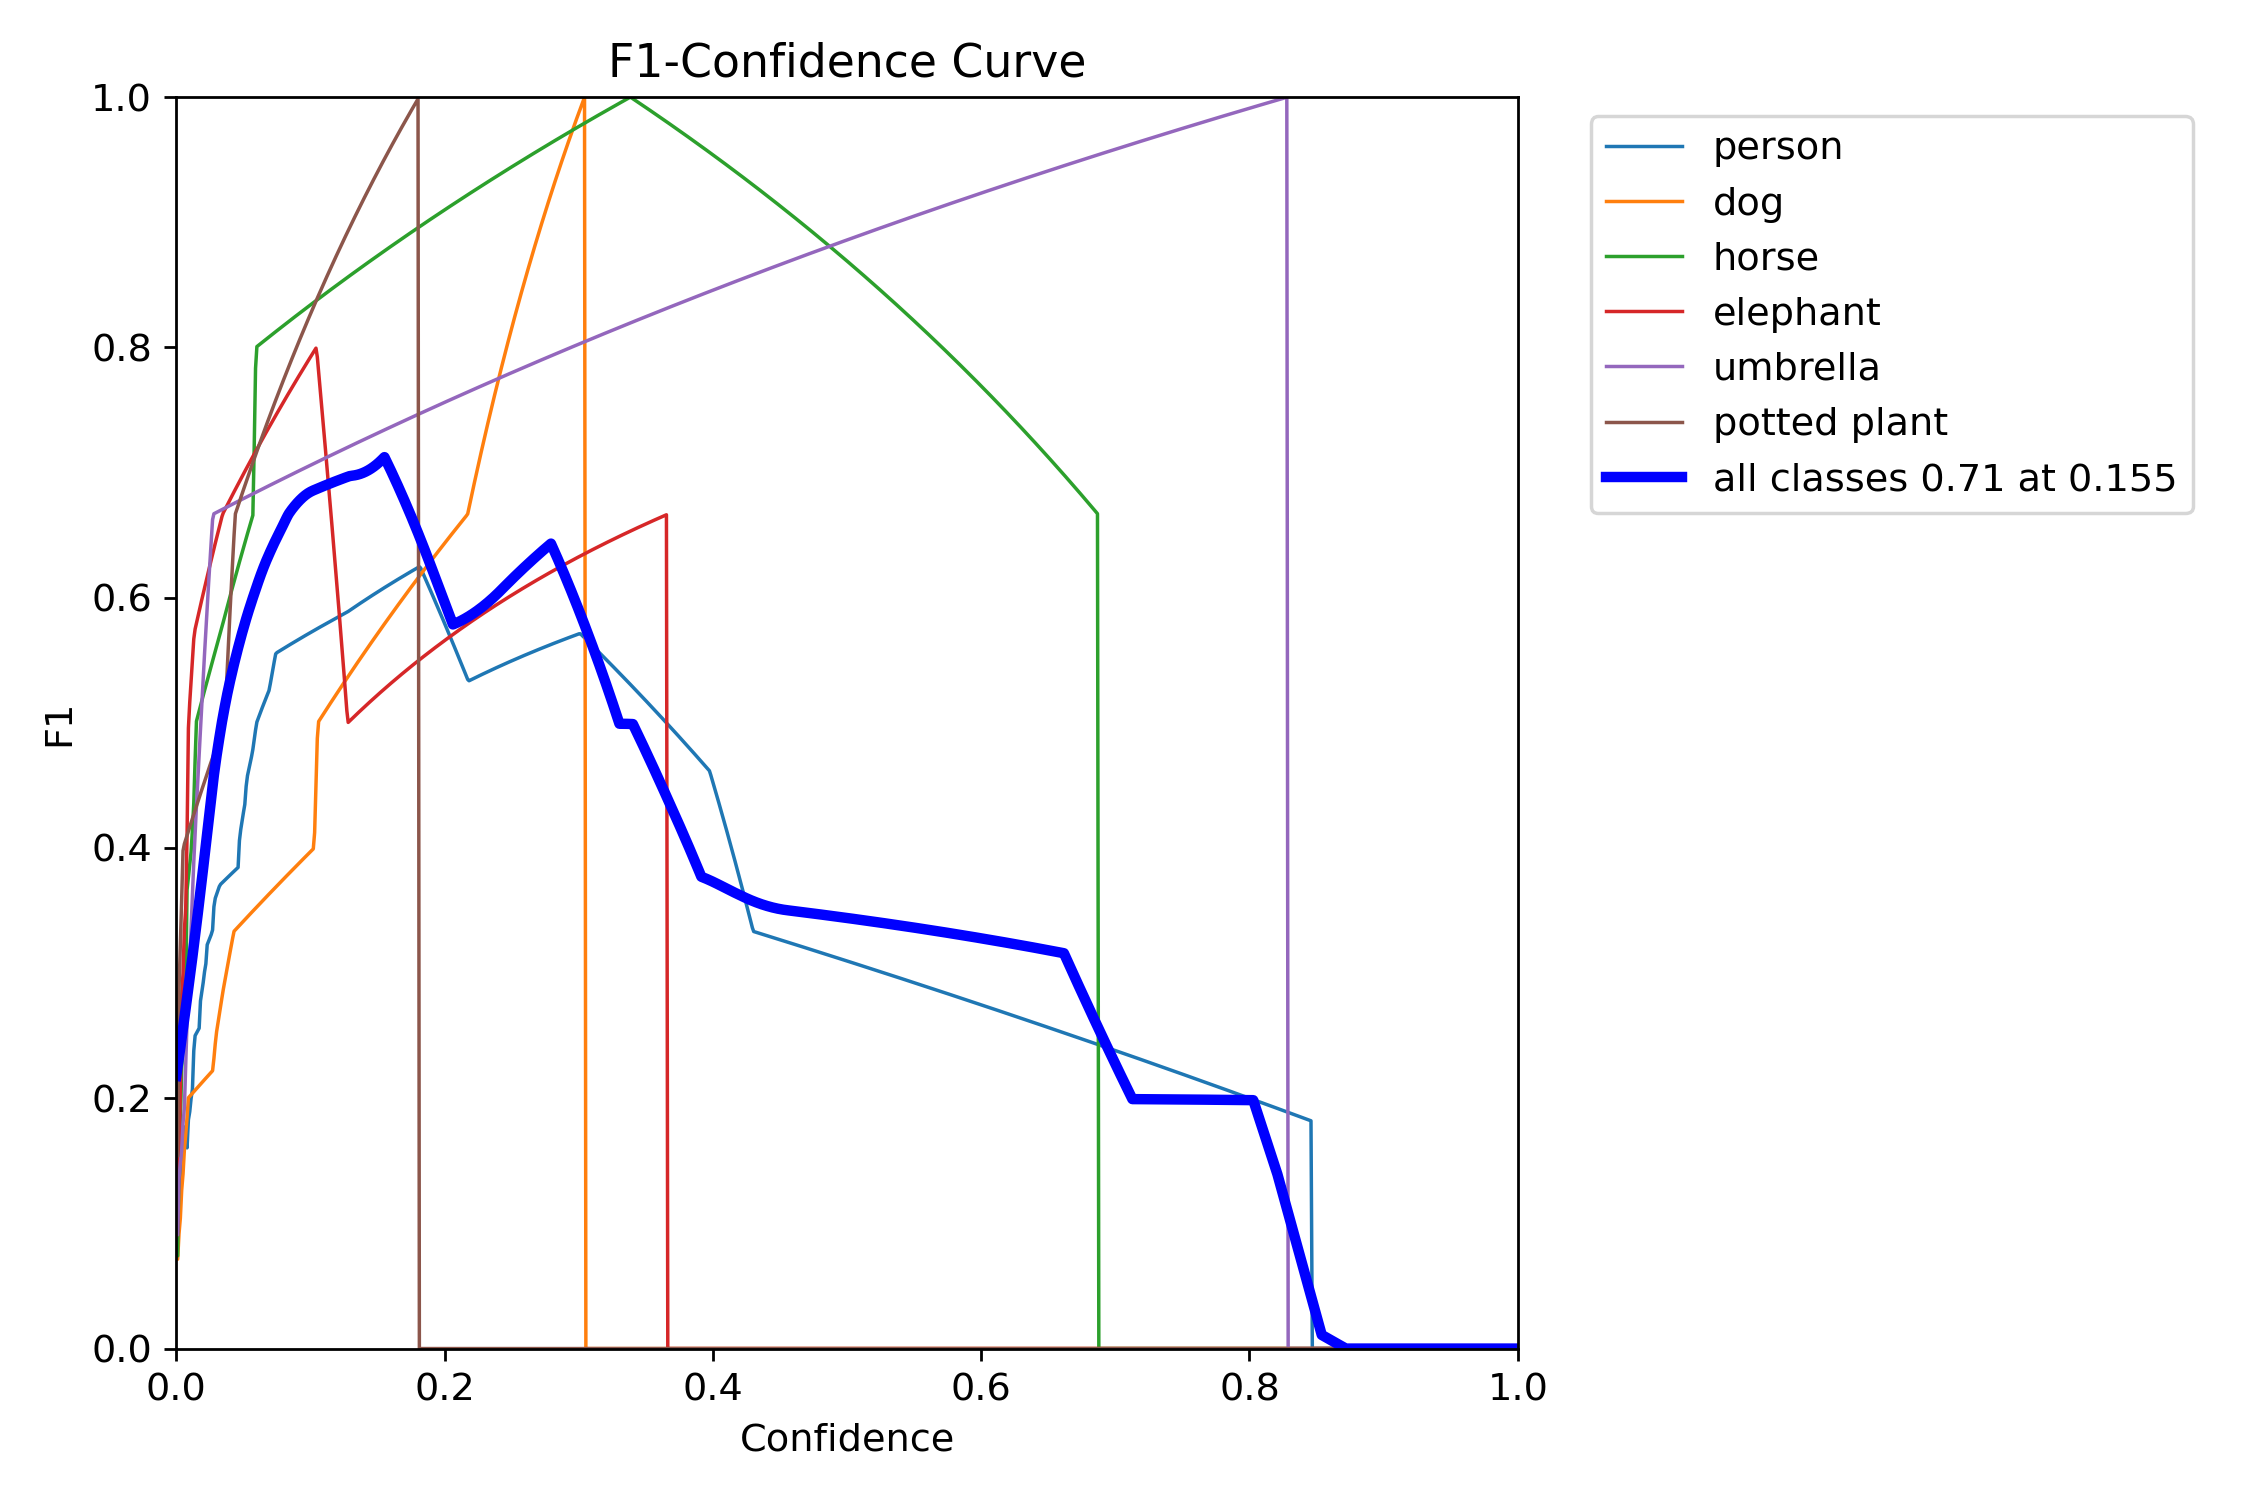 F1-Confidence Curve
1.0
0.8
0.6
0.4
0.2
0.0
F1
0.0 0.2 0.4 0.6 0.8 1.0
Confidence
person
dog
horse
elephant
umbrella
potted plant
all classes 0.71 at 0.155